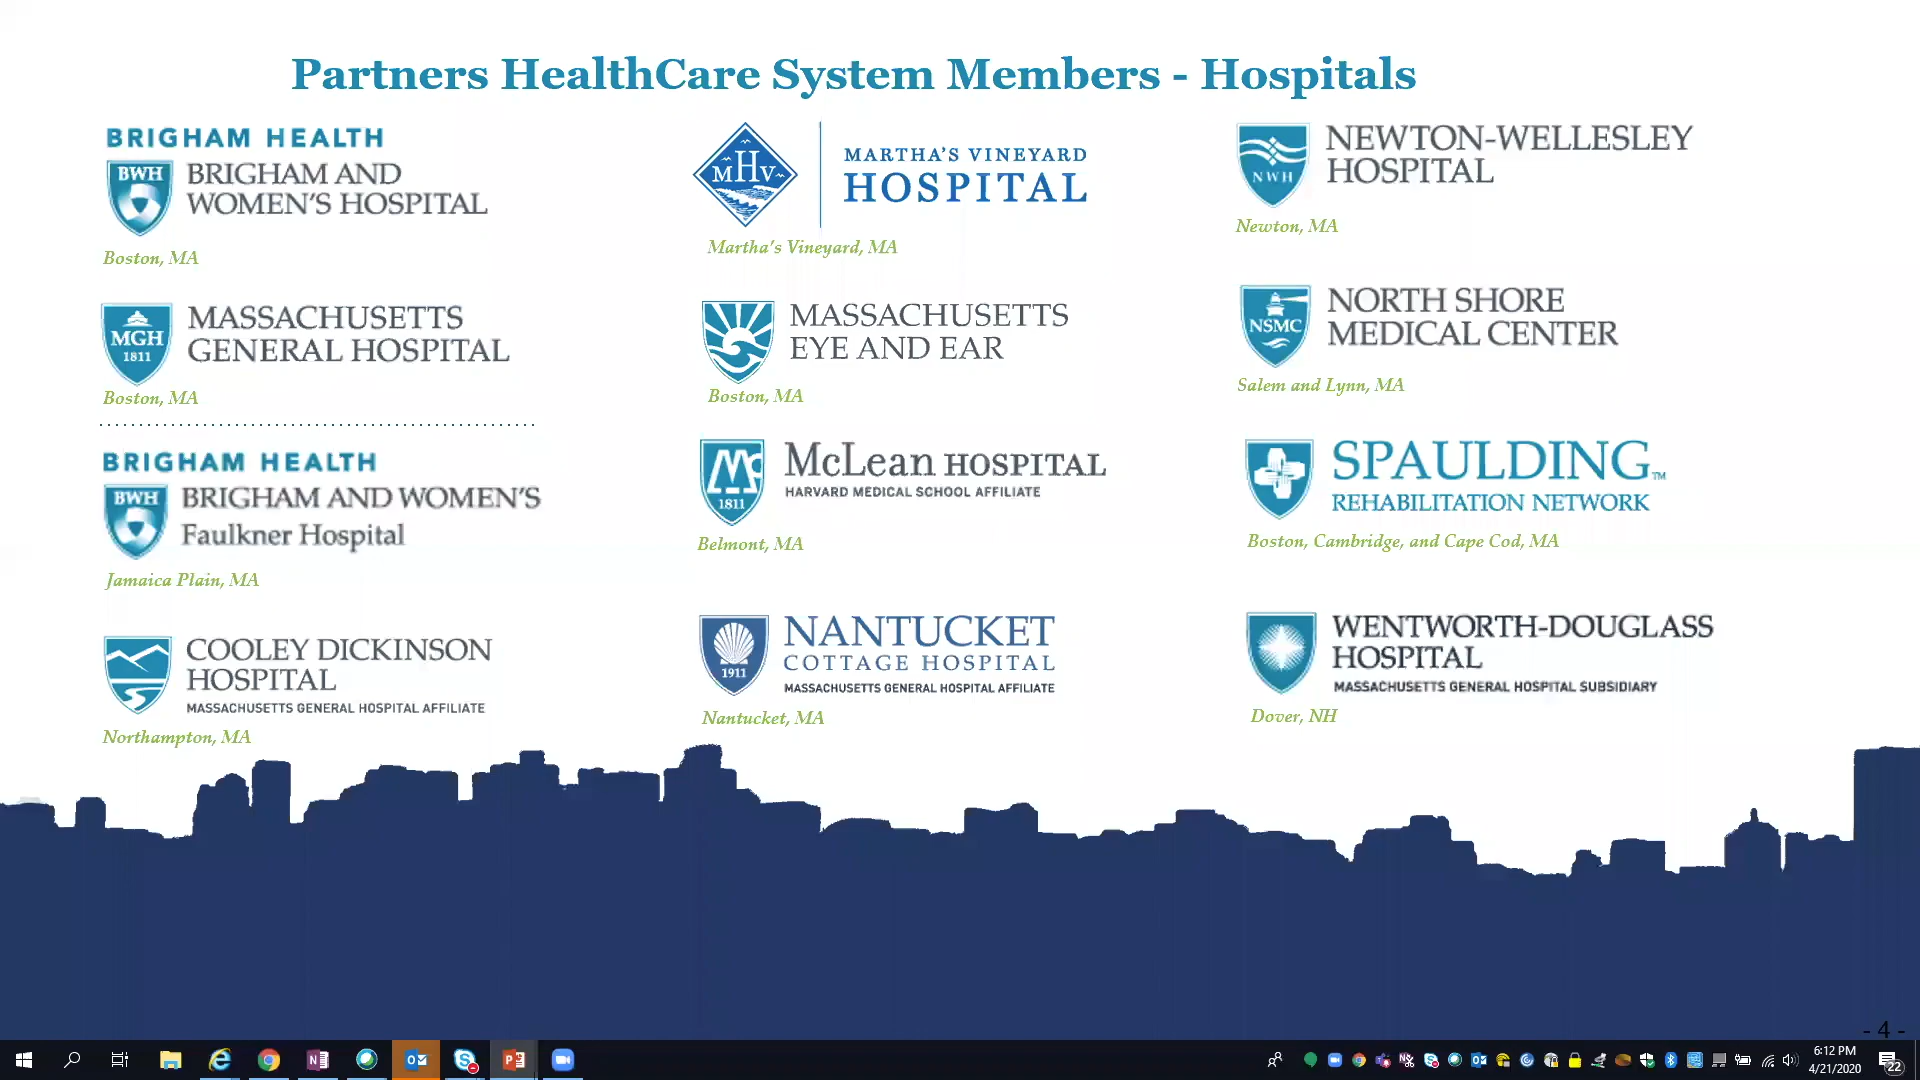 Partners HealthCare System Members - Hospitals
BRIGHAM HEALTH
BWH
BRIGHAM AND
WOMEN'S HOSPITAL
Boston, MA
MGH
1811
MASSACHUSETTS
GENERAL HOSPITAL
Boston, MA
BRIGHAM HEALTH
BWH
BRIGHAM AND WOMEN'S
Faulkner Hospital
Jamaica Plain, MA
COOLEY DICKINSON
HOSPITAL
MASSACHUSETTS GENERAL HOSPITAL AFFILIATE
Northampton, MA
MHV
MARTHA'S VINEYARD
HOSPITAL
Martha's Vineyard, MA
MASSACHUSETTS
EYE AND EAR
Boston, MA
Mc
1811
McLean HOSPITAL
HARVARD MEDICAL SCHOOL AFFILIATE
Belmont, MA
1911
NANTUCKET
COTTAGE HOSPITAL
MASSACHUSETTS GENERAL HOSPITAL AFFILIATE
Nantucket, MA
NWH
NEWTON-WELLESLEY
HOSPITAL
Newton, MA
NSMC
NORTH SHORE
MEDICAL CENTER
Salem and Lynn, MA
SPAULDING™
REHABILITATION NETWORK
Boston, Cambridge, and Cape Cod, MA
WENTWORTH-DOUGLASS
HOSPITAL
MASSACHUSETTS GENERAL HOSPITAL SUBSIDIARY
Dover, NH
- 4 -
6:12 PM
4/21/2020
22